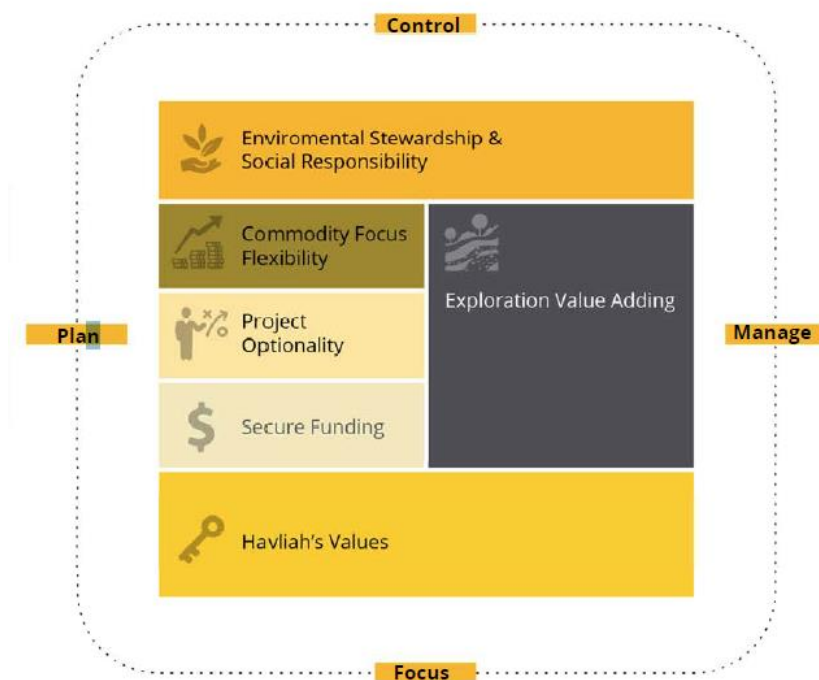 Control
Enviromental Stewardship &
Social Responsibility
Commodity Focus
Flexibility
Exploration Value Adding
Plan
Project
Optionality
Manage
Secure Funding
Havliah's Values
Focus